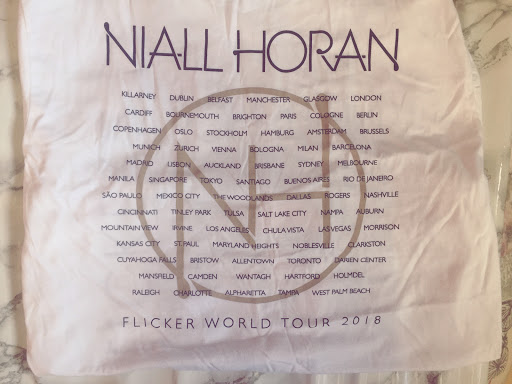 NIALL HORAN
KILLARNEY DUBLIN BELFAST MANCHESTER GLASGOW LONDON
CARDIFF BOURNEMOUTH BRIGHTON PARIS COLOGNE BERLIN
COPENHAGEN OSLO STOCKHOLM HAMBURG AMSTERDAM BRUSSELS
MUNICH ZURICH VIENNA BOLOGNA MILAN BARCELONA
MADRID LISBON AUCKLAND BRISBANE SYDNEY MELBOURNE
MANILA SINGAPORE TOKYO SANTIAGO BUENOS AIRES RIO DE JANEIRO
SÃO PAULO MEXICO CITY THE WOODLANDS DALLAS ROGERS NASHVILLE
CINCINNATI TINLEY PARK TULSA SALT LAKE CITY NAMPA AUBURN
MOUNTAIN VIEW IRVINE LOS ANGELES CHULA VISTA LAS VEGAS MORRISON
KANSAS CITY ST. PAUL MARYLAND HEIGHTS NOBLESVILLE CLARKSTON
CUYAHOGA FALLS BRISTOW ALLENTOWN TORONTO DARIEN CENTER
MANSFIELD CAMDEN WANTAGH HARTFORD HOLMDEL
RALEIGH CHARLOTTE ALPHARETTA TAMPA WEST PALM BEACH
NH
FLICKER WORLD TOUR 2018